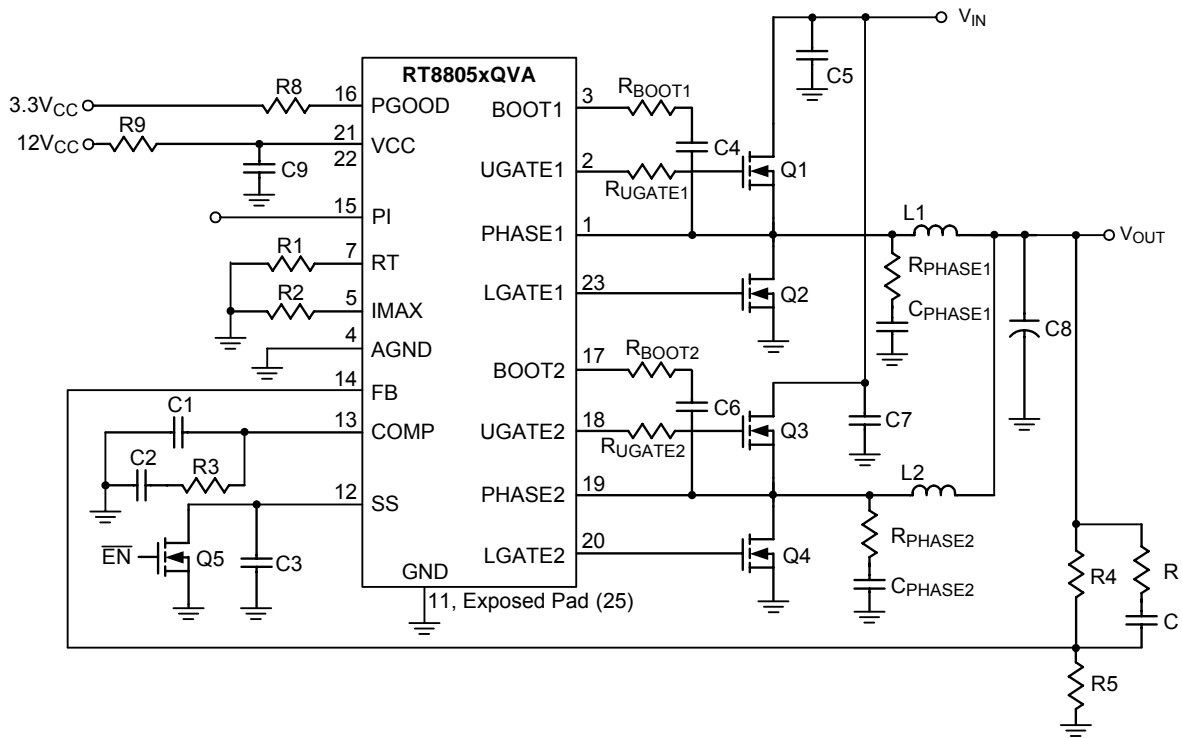 V_IN
RT8805xQVA
C5
3.3V_CC
R8
16
PGOOD
BOOT1
3
R_BOOT1
12V_CC
R9
21
VCC
22
C9
C4
UGATE1
2
R_UGATE1
Q1
15
PI
R1
7
RT
PHASE1
1
L1
V_OUT
R_PHASE1
R2
5
IMAX
LGATE1
23
Q2
C_PHASE1
C8
4
AGND
BOOT2
17
R_BOOT2
14
FB
C1
13
COMP
C6
UGATE2
18
R_UGATE2
Q3
C7
C2
R3
12
SS
PHASE2
19
L2
EN
Q5
C3
LGATE2
20
Q4
R_PHASE2
C_PHASE2
R4
R
C
GND
11, Exposed Pad (25)
R5